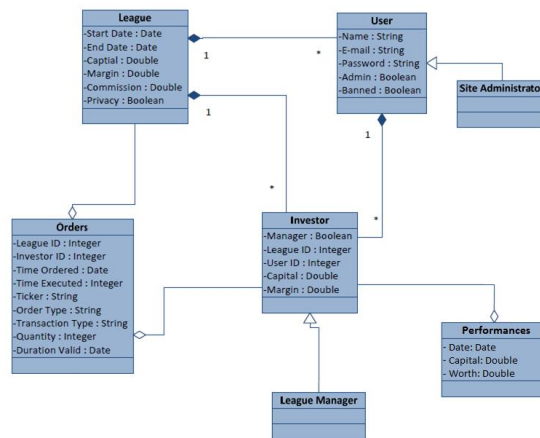 League
-Start Date : Date
-End Date : Date
-Captial : Double
-Margin : Double
-Commission : Double
-Privacy : Boolean
User
-Name : String
-E-mail : String
-Password : String
-Admin : Boolean
-Banned : Boolean
1
*
1
*
1
*
Site Administrato
Orders
-League ID : Integer
-Investor ID : Integer
-Time Ordered : Date
-Time Executed : Integer
-Ticker : String
-Order Type : String
-Transaction Type : String
-Quantity : Integer
-Duration Valid : Date
Investor
-Manager : Boolean
-League ID : Integer
-User ID : Integer
-Capital : Double
-Margin : Double
Performances
- Date: Date
- Capital: Double
- Worth: Double
League Manager